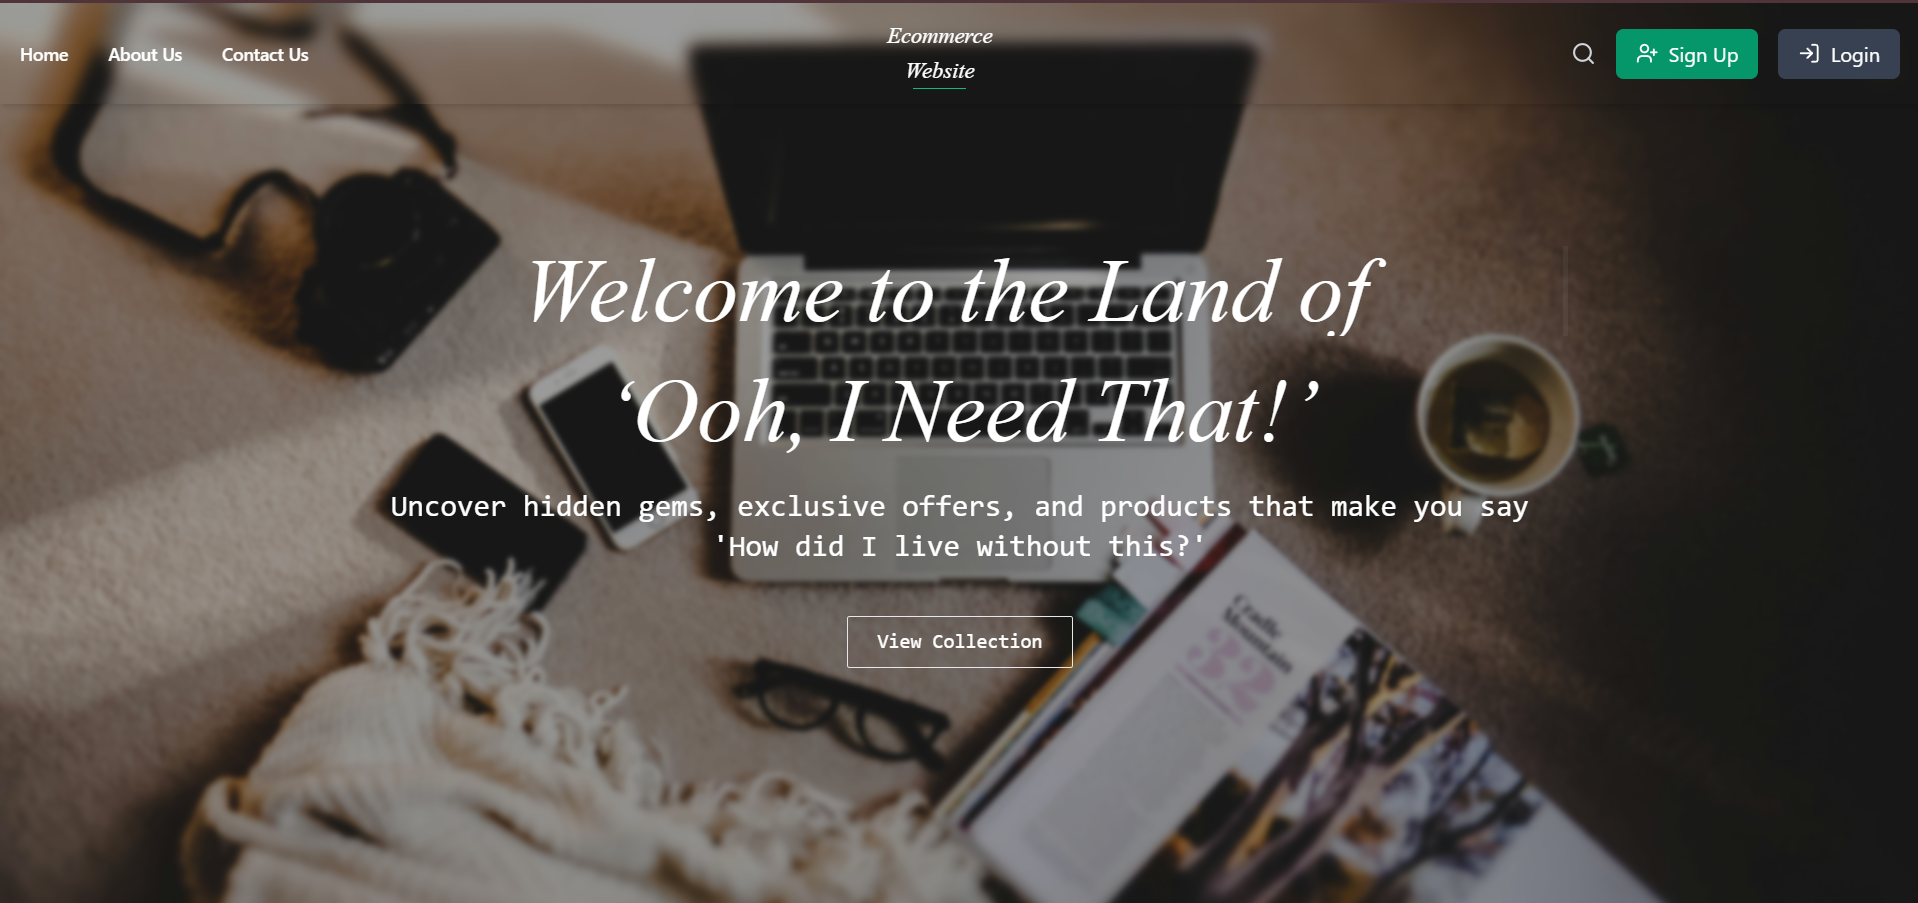 Home About Us Contact Us
Ecommerce
Website
Sign Up Login
Welcome to the Land of
‘Ooh, I Need That!’
Uncover hidden gems, exclusive offers, and products that make you say
'How did I live without this?'
View Collection
Cradle
Mountain
32